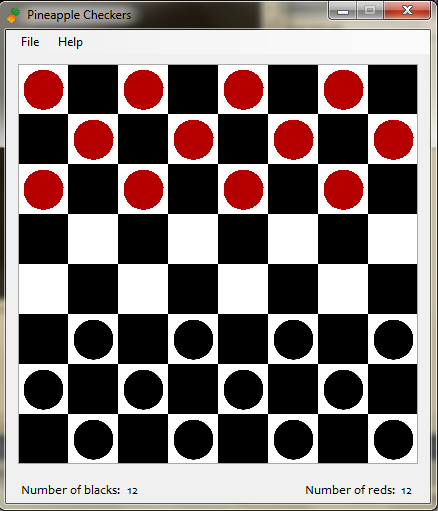 Pineapple Checkers
File Help
Number of blacks: 12 Number of reds: 12